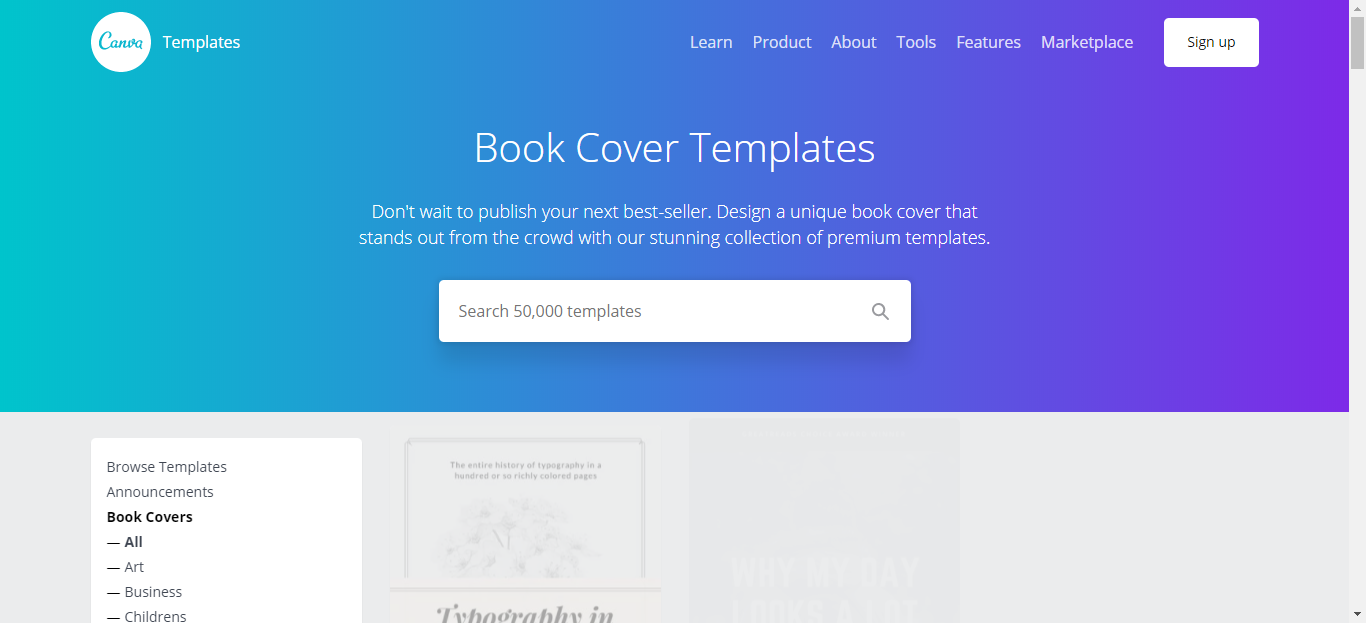 Canva
Templates
Learn
Product
About
Tools
Features
Marketplace
Sign up
Book Cover Templates
Don't wait to publish your next best-seller. Design a unique book cover that
stands out from the crowd with our stunning collection of premium templates.
Search 50,000 templates
Browse Templates
Announcements
Book Covers
— All
— Art
— Business
— Childrens
The entire history of typography in a
hundred or so richly colored pages
Typography in
WHY MY DAY
LOOKS A LOT